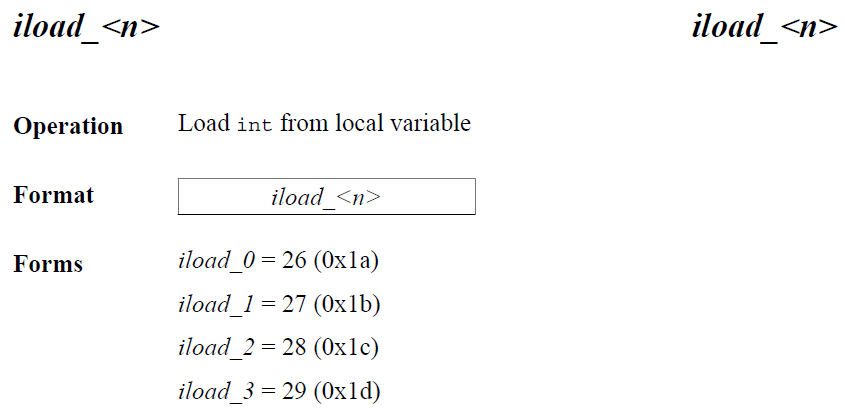 iload_<n> iload_<n>
Operation Load int from local variable
Format iload_<n>
Forms iload_0 = 26 (0x1a)
iload_1 = 27 (0x1b)
iload_2 = 28 (0x1c)
iload_3 = 29 (0x1d)